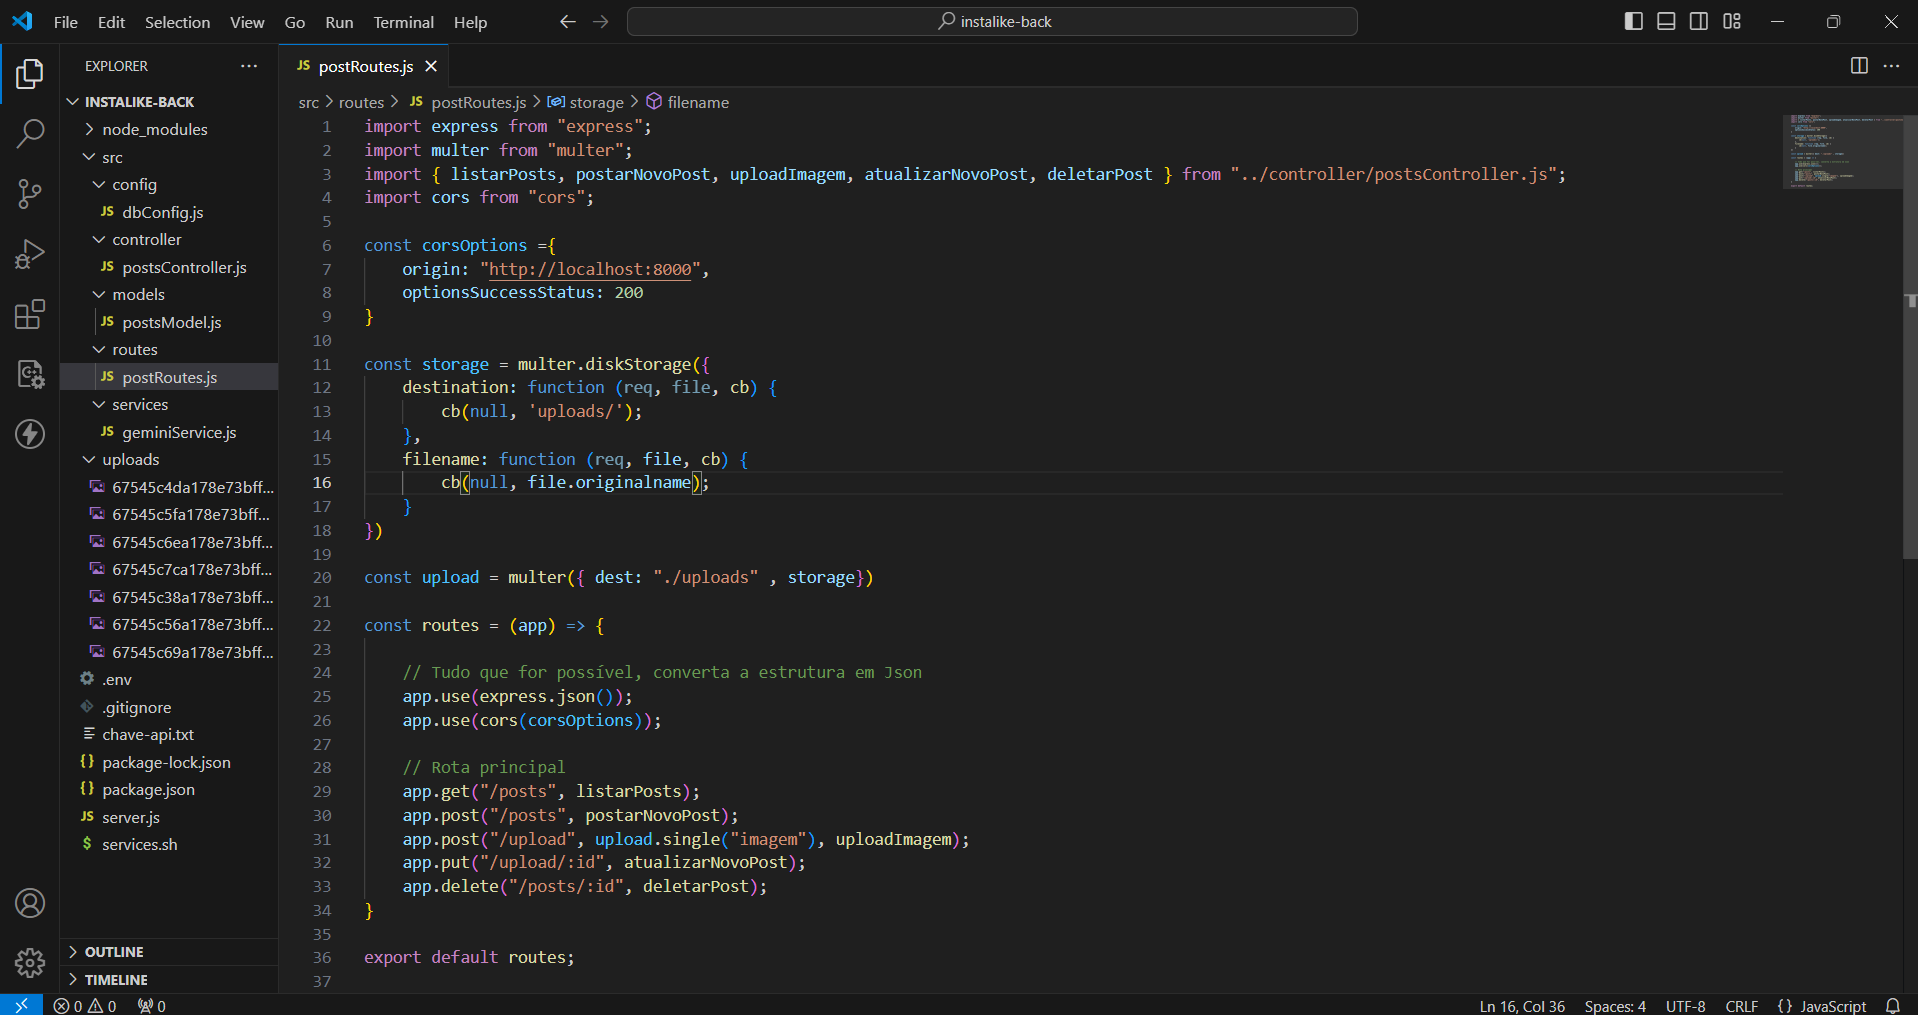 File Edit Selection View Go Run Terminal Help
instalike-back
EXPLORER
INSTALIKE-BACK
node_modules
src
config
JS dbConfig.js
controller
JS postsController.js
models
JS postsModel.js
routes
JS postRoutes.js
services
JS geminiService.js
uploads
67545c4da178e73bff...
67545c5fa178e73bff...
67545c6ea178e73bff...
67545c7ca178e73bff...
67545c38a178e73bff...
67545c56a178e73bff...
67545c69a178e73bff...
.env
.gitignore
chave-api.txt
{} package-lock.json
{} package.json
JS server.js
$ services.sh
OUTLINE
TIMELINE
JS postRoutes.js
src > routes > JS postRoutes.js > storage > filename
1 import express from "express";
2 import multer from "multer";
3 import { listarPosts, postarNovoPost, uploadImagem, atualizarNovoPost, deletarPost } from "../controller/postsController.js";
4 import cors from "cors";
5
6 const corsOptions ={
7 origin: "http://localhost:8000",
8 optionsSuccessStatus: 200
9 }
10
11 const storage = multer.diskStorage({
12 destination: function (req, file, cb) {
13 cb(null, 'uploads/');
14 },
15 filename: function (req, file, cb) {
16 cb(null, file.originalname);
17 }
18 })
19
20 const upload = multer({ dest: "./uploads" , storage})
21
22 const routes = (app) => {
23
24 // Tudo que for possível, converta a estrutura em Json
25 app.use(express.json());
26 app.use(cors(corsOptions));
27
28 // Rota principal
29 app.get("/posts", listarPosts);
30 app.post("/posts", postarNovoPost);
31 app.post("/upload", upload.single("imagem"), uploadImagem);
32 app.put("/upload/:id", atualizarNovoPost);
33 app.delete("/posts/:id", deletarPost);
34 }
35
36 export default routes;
37
0 0 0
Ln 16, Col 36 Spaces: 4 UTF-8 CRLF {} JavaScript